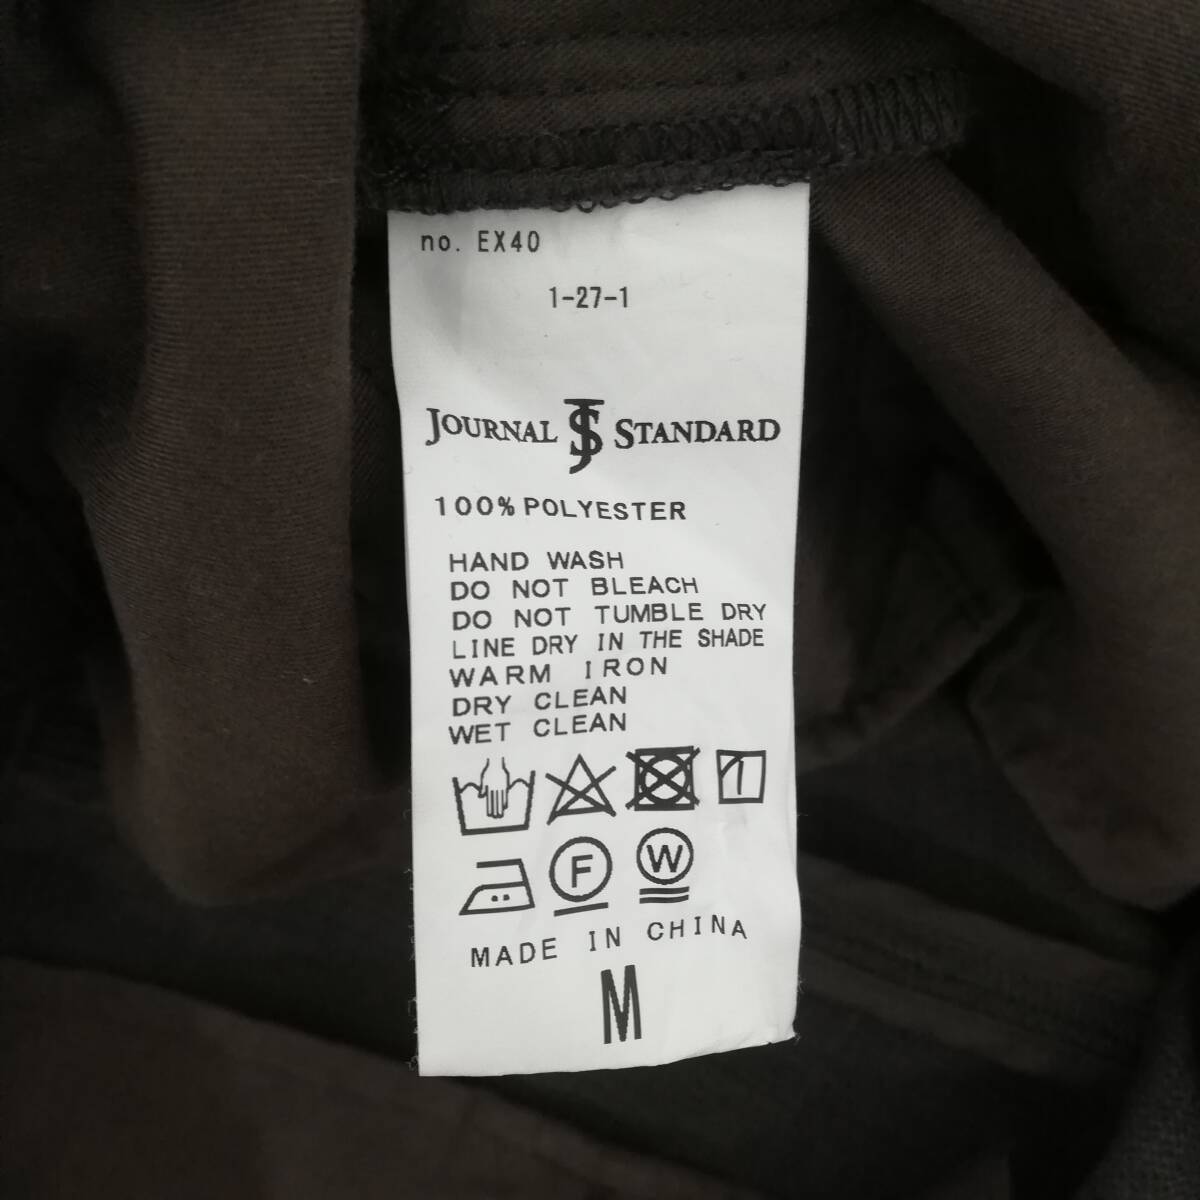 no. EX40
1-27-1
JOURNAL JS STANDARD
100% POLYESTER
HAND WASH
DO NOT BLEACH
DO NOT TUMBLE DRY
LINE DRY IN THE SHADE
WARM IRON
DRY CLEAN
WET CLEAN
F W
MADE IN CHINA
M